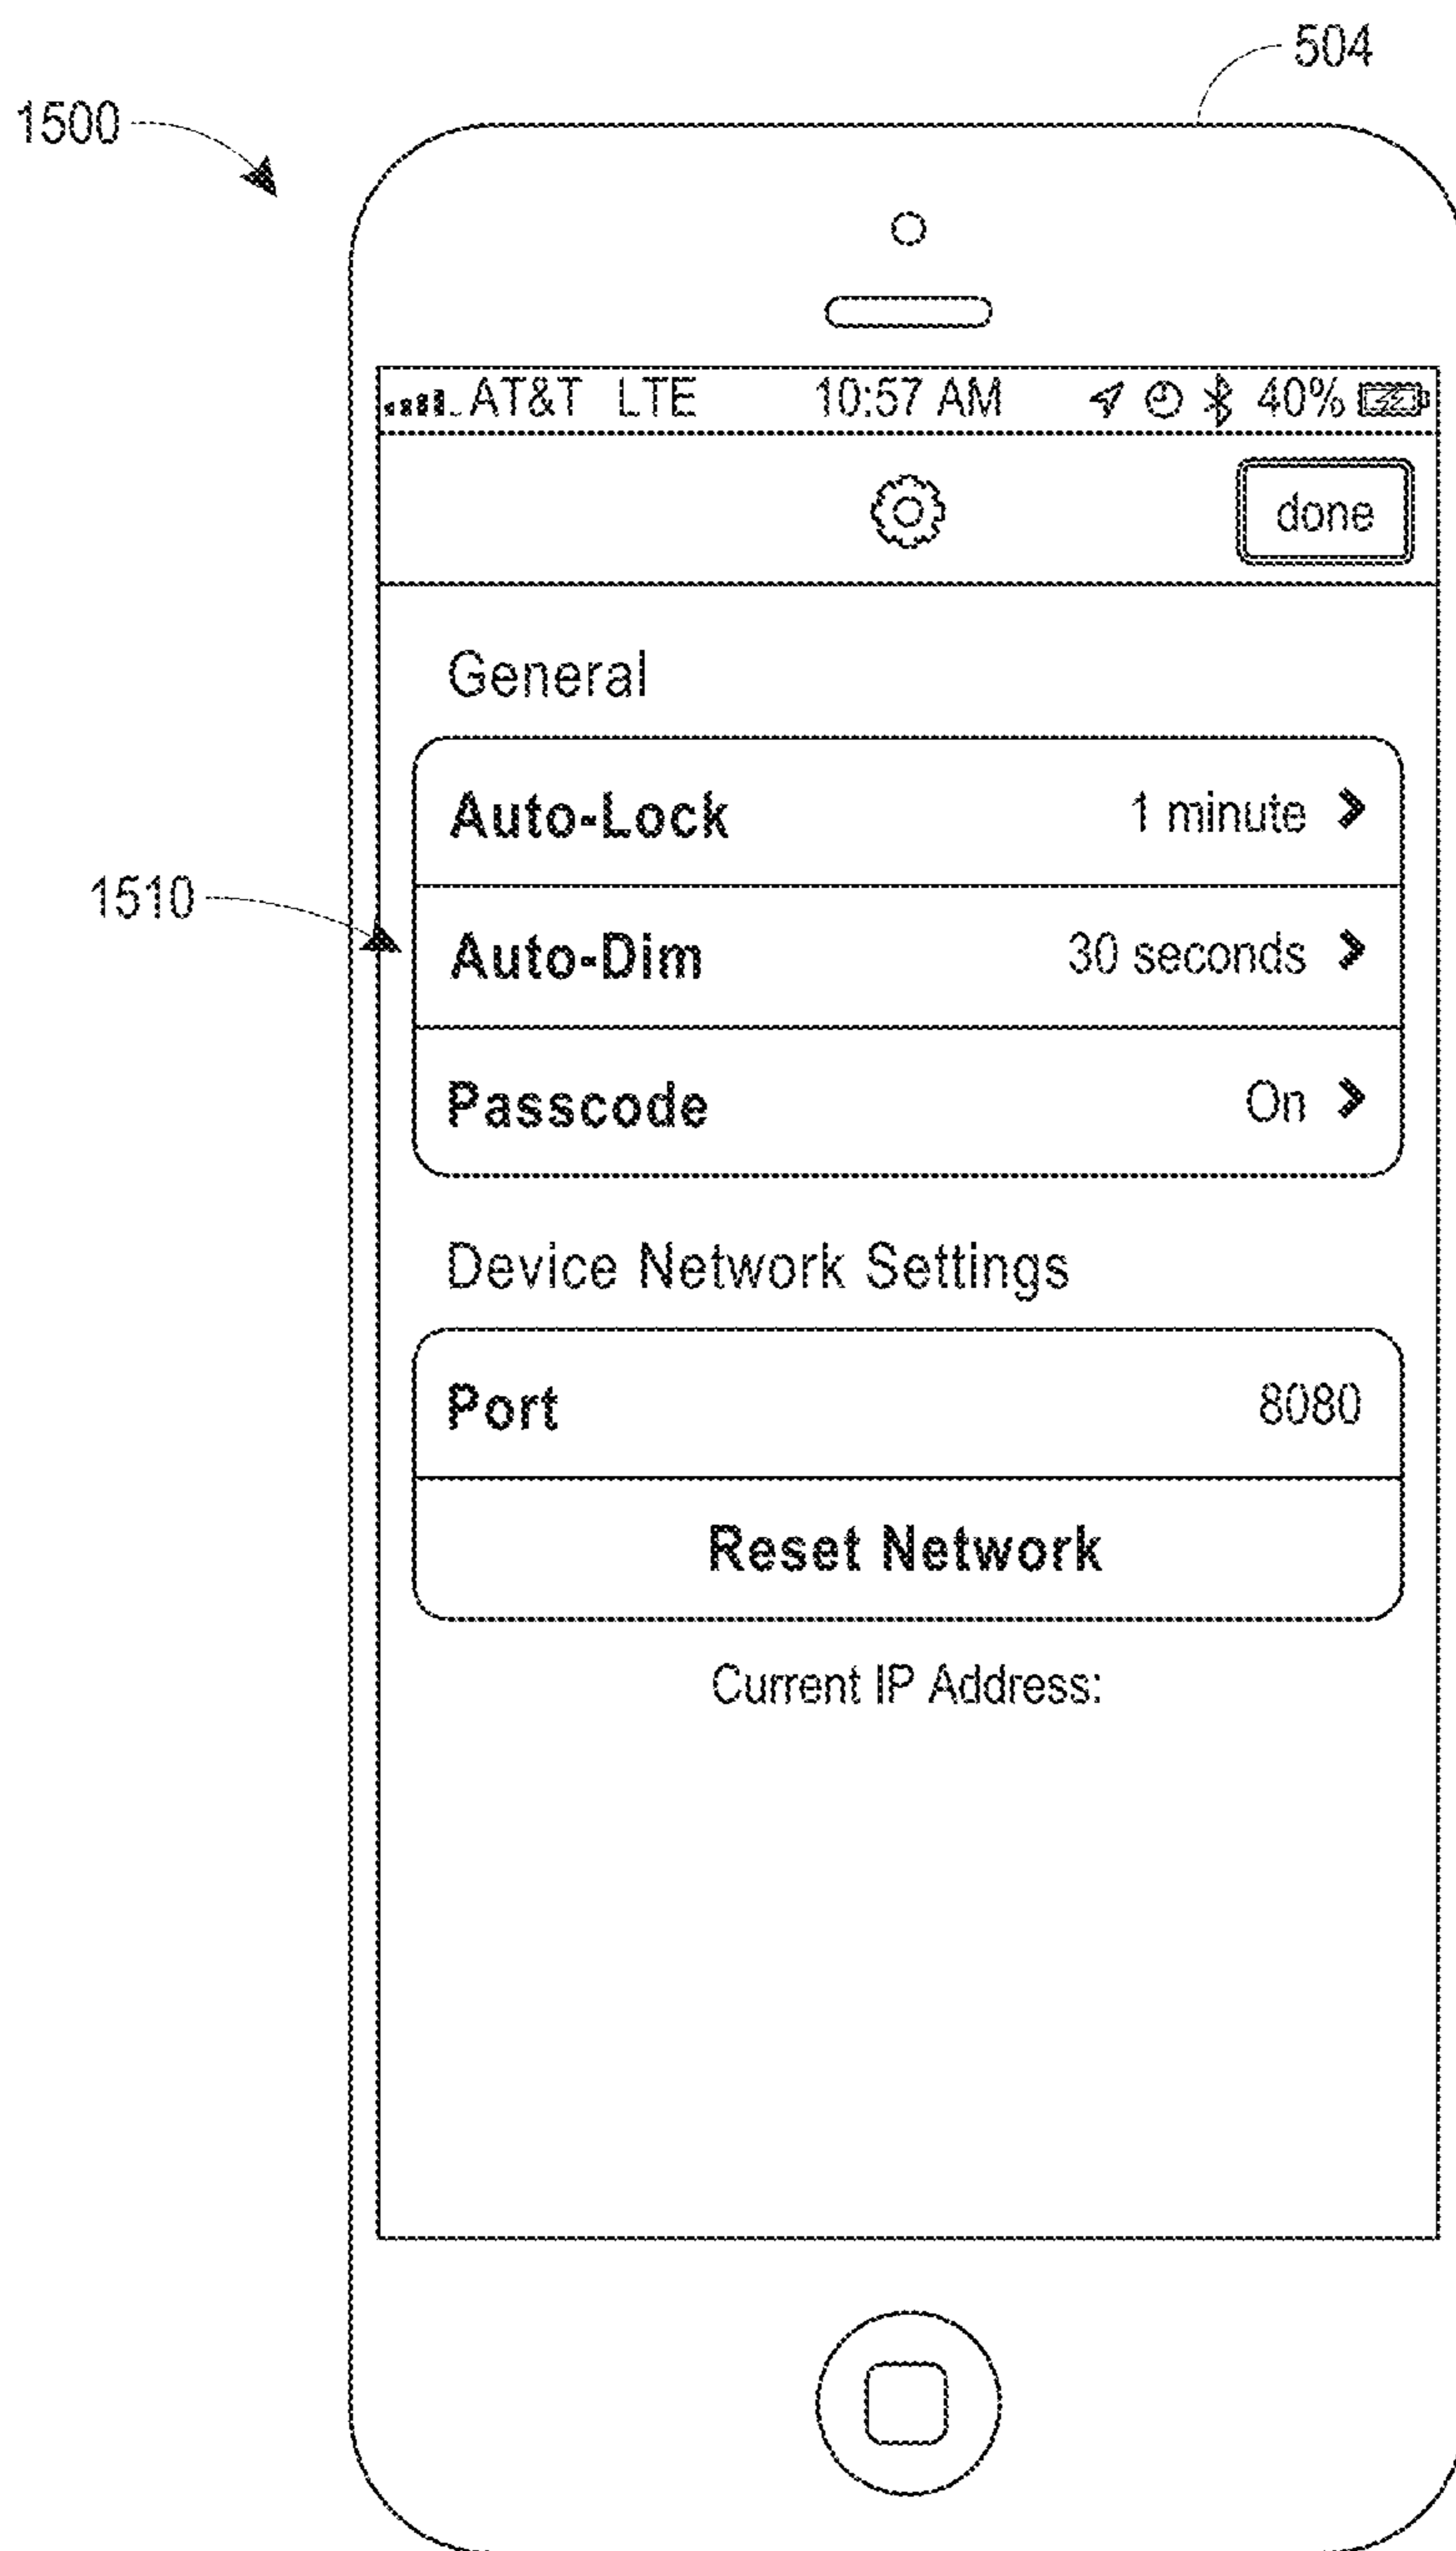 504
1500
AT&T LTE 10:57 AM 40%
done
General
Auto-Lock 1 minute
1510
Auto-Dim 30 seconds
Passcode On
Device Network Settings
Port 8080
Reset Network
Current IP Address: